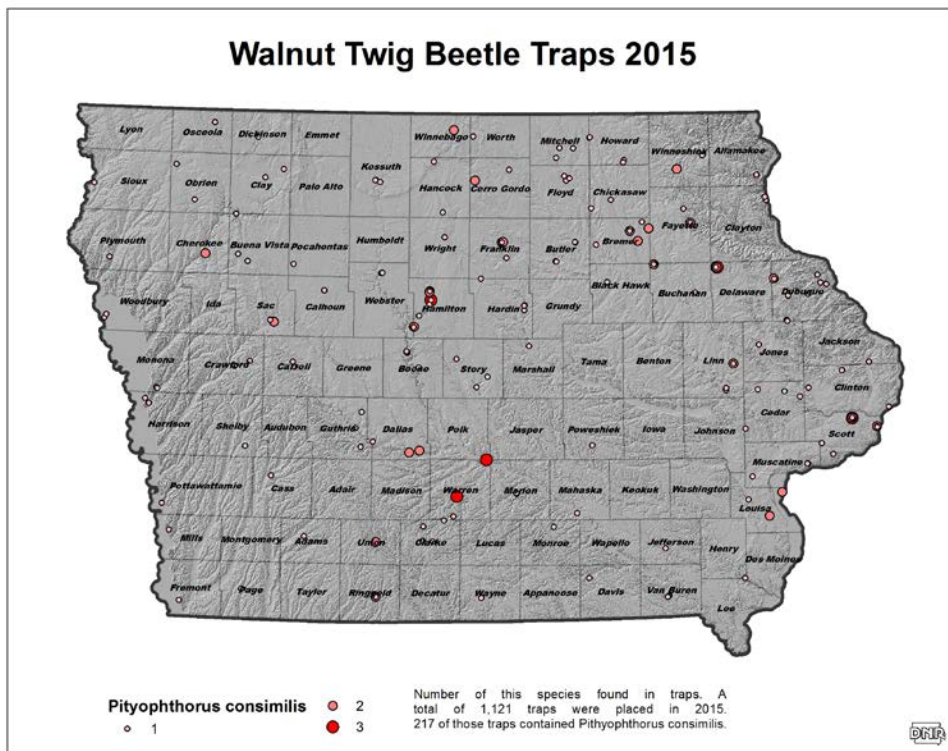 Walnut Twig Beetle Traps 2015
Lyon Osceola Dickinson Emmet Winnebago Worth Mitchell Howard Winneshiek Allamakee
Kossuth
Sioux Obrien Clay Palo Alto Hancock Cerro Gordo Floyd Chickasaw
Plymouth Cherokee Buena Vista Pocahontas Humboldt Wright Franklin Butler Bremer Fayette Clayton
Woodbury Ida Sac Calhoun Webster Hamilton Hardin Grundy Black Hawk Buchanan Delaware Dubuque
Monona Crawford Carroll Greene Boone Story Marshall Tama Benton Linn Jones Jackson
Clinton
Harrison Shelby Audubon Guthrie Dallas Polk Jasper Poweshiek Iowa Johnson Cedar Scott
Muscatine
Pottawattamie Cass Adair Madison Warren Marion Mahaska Keokuk Washington Louisa
Mills Montgomery Adams Union Clarke Lucas Monroe Wapello Jefferson Henry Des Moines
Fremont Page Taylor Ringgold Decatur Wayne Appanoose Davis Van Buren Lee
Pityophthorus consimilis
1
2
3
Number of this species found in traps. A
total of 1,121 traps were placed in 2015.
217 of those traps contained Pithyophthorus consimilis.
DNR